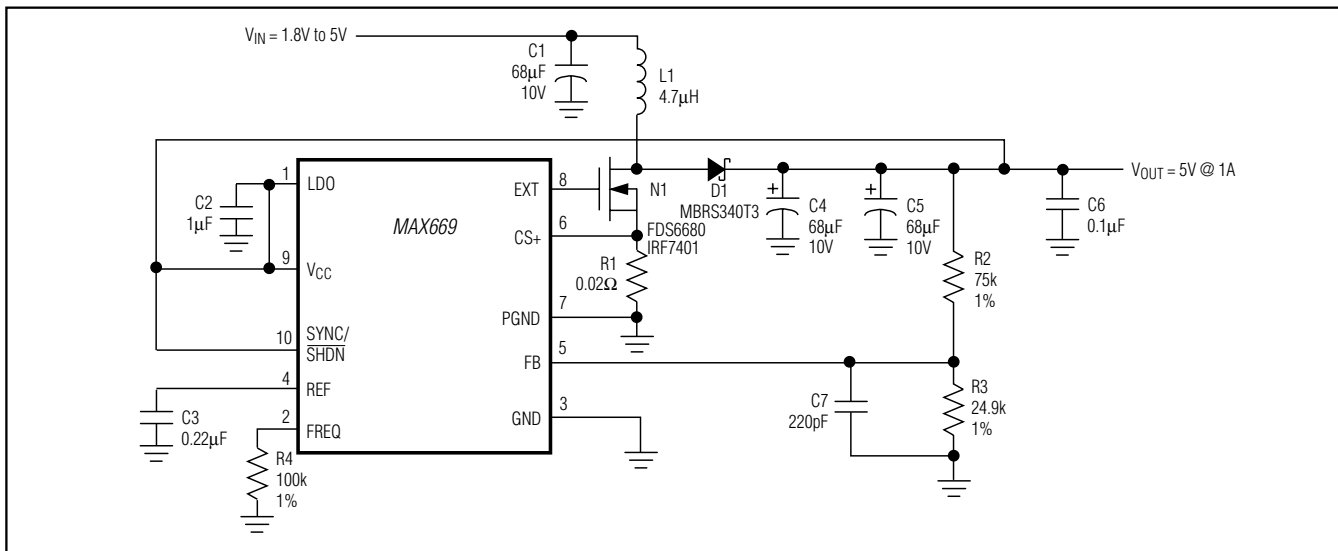 V_IN = 1.8V to 5V
C1
68µF
10V
L1
4.7µH
1
LDO
C2
1µF
MAX669
EXT
8
N1
FDS6680
IRF7401
D1
MBRS340T3
+
C4
68µF
10V
+
C5
68µF
10V
V_OUT = 5V @ 1A
C6
0.1µF
CS+
6
R1
0.02Ω
9
V_CC
R2
75k
1%
PGND
7
10
SYNC/
SHDN
FB
5
4
REF
C3
0.22µF
C7
220pF
R3
24.9k
1%
2
FREQ
GND
3
R4
100k
1%